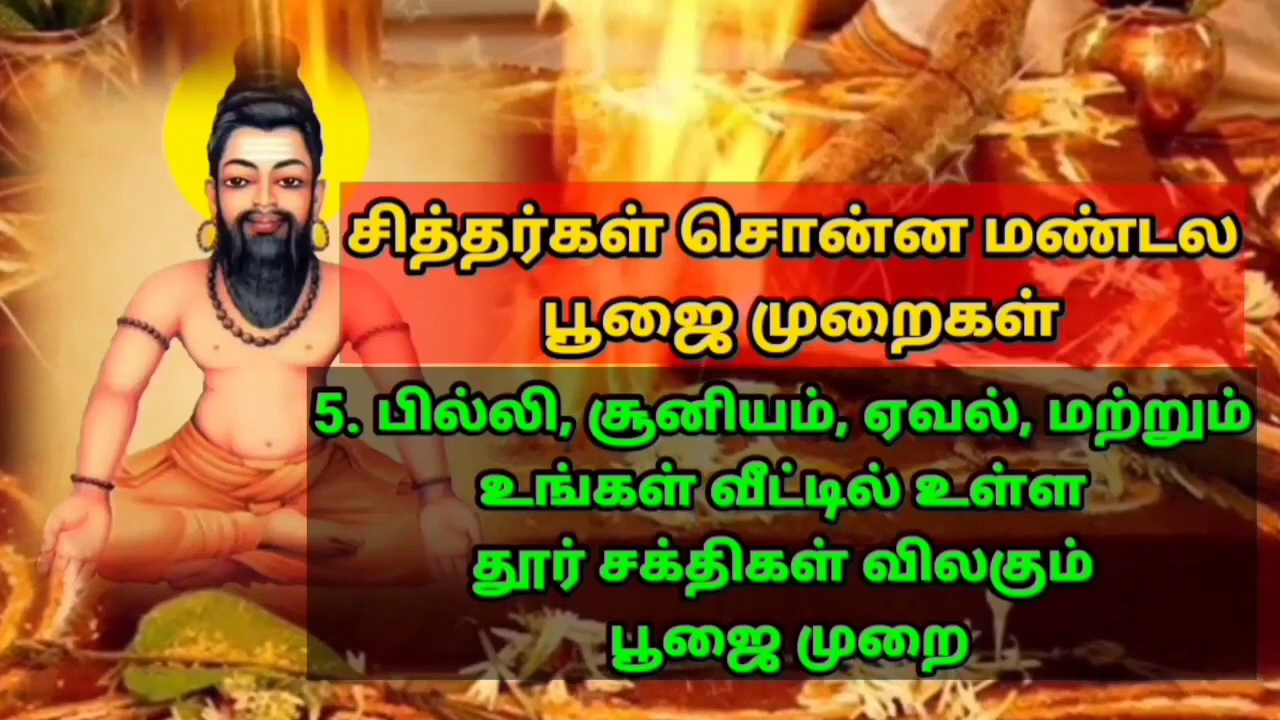 சித்தர்கள் சொன்ன மண்டல
பூஜை முறைகள்
5. பில்லி, சூனியம், ஏவல், மற்றும்
உங்கள் வீட்டில் உள்ள
தூர் சக்திகள் விலகும்
பூஜை முறை